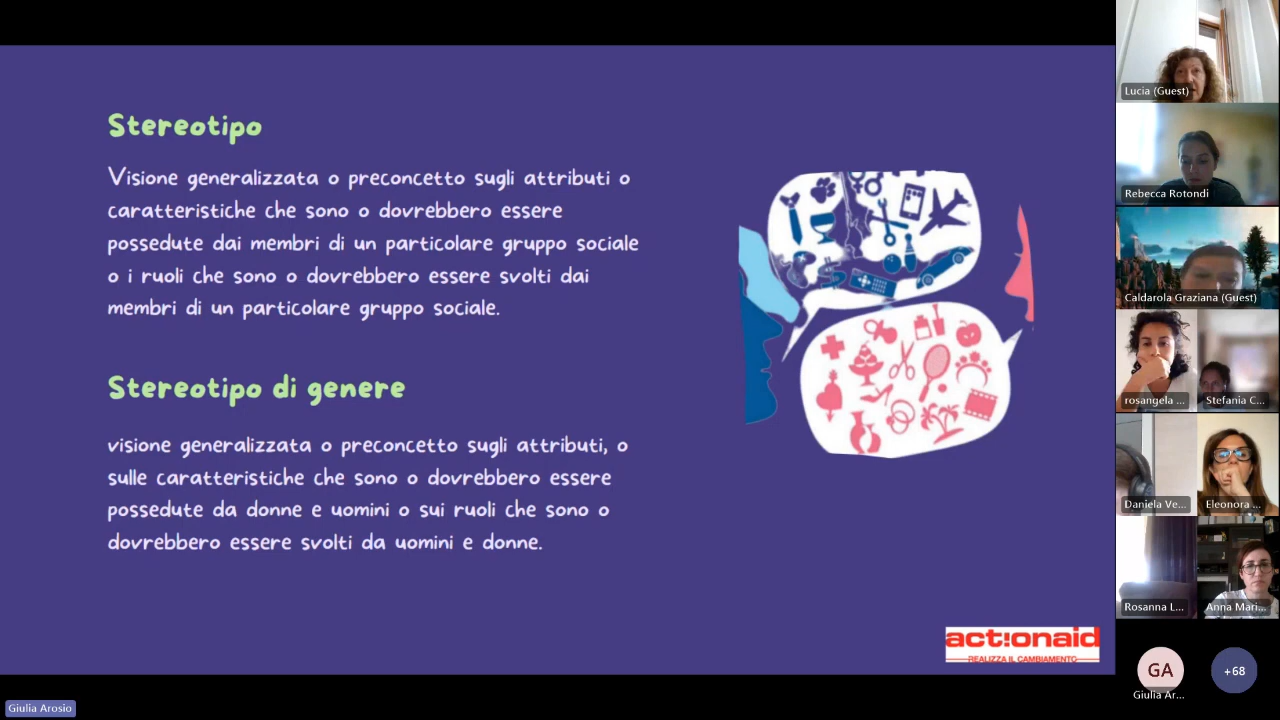 Stereotipo
Visione generalizzata o preconcetto sugli attributi o
caratteristiche che sono o dovrebbero essere
possedute dai membri di un particolare gruppo sociale
o i ruoli che sono o dovrebbero essere svolti dai
membri di un particolare gruppo sociale.
Stereotipo di genere
visione generalizzata o preconcetto sugli attributi, o
sulle caratteristiche che sono o dovrebbero essere
possedute da donne e uomini o sui ruoli che sono o
dovrebbero essere svolti da uomini e donne.
act!onaid
REALIZZA IL CAMBIAMENTO
Giulia Arosio
Lucia (Guest)
Rebecca Rotondi
Caldarola Graziana (Guest)
rosangela ...
Stefania C...
Daniela Ve...
Eleonora ...
Rosanna L...
Anna Mari...
GA
Giulia Ar...
+68